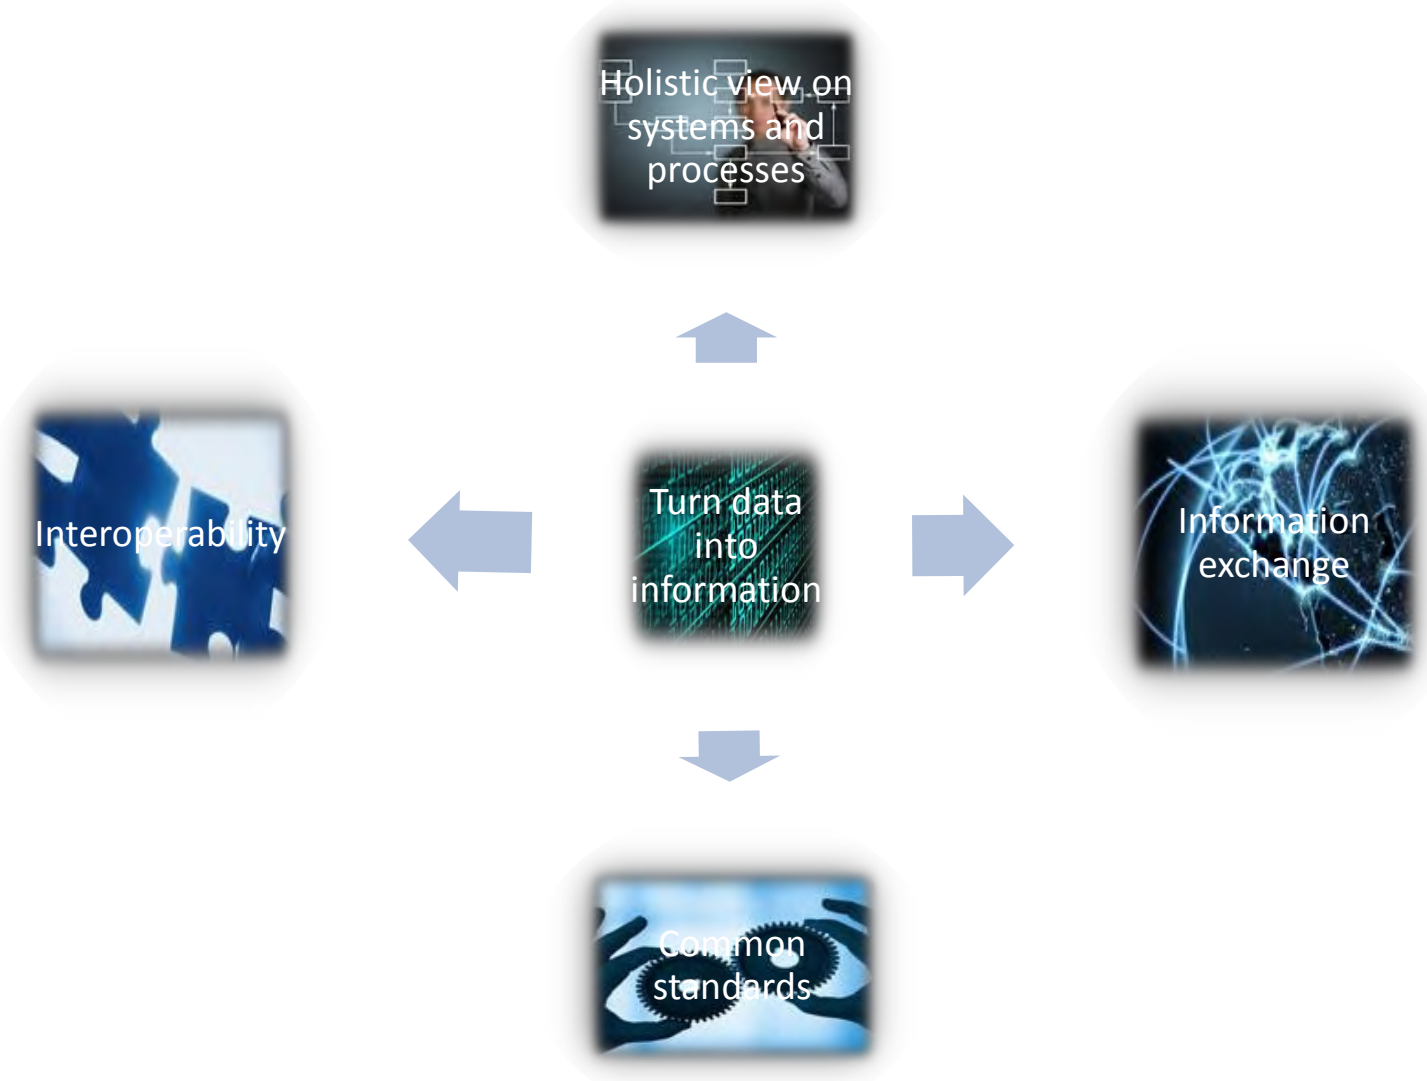 Holistic view on
systems and
processes
Interoperability
Turn data
into
information
Information
exchange
Common
standards